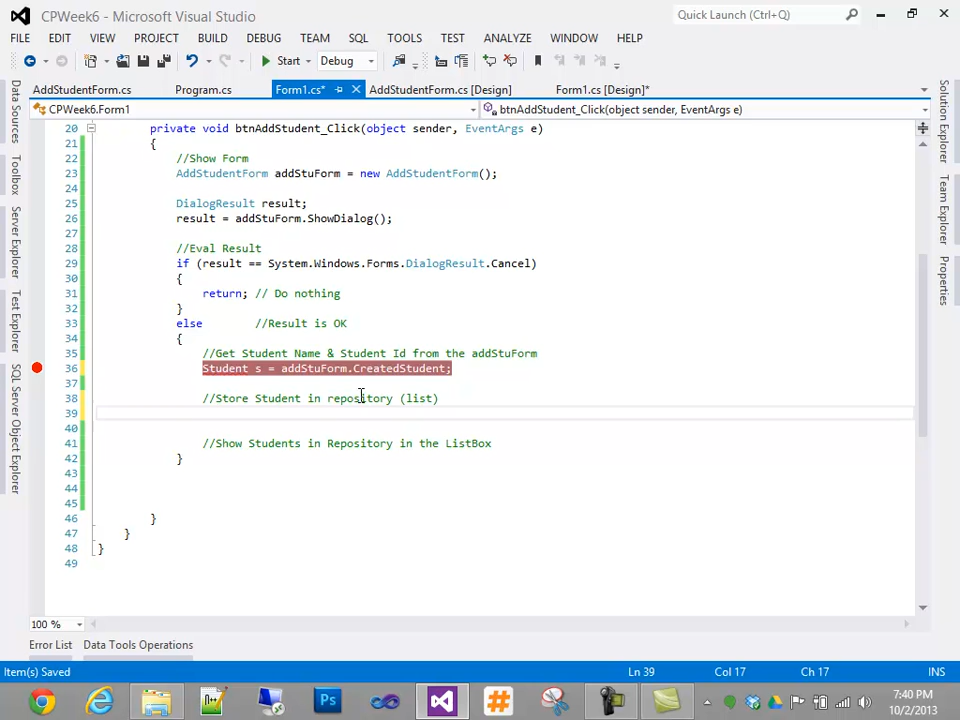 CPWeek6 - Microsoft Visual Studio
Quick Launch (Ctrl+Q)
FILE EDIT VIEW PROJECT BUILD DEBUG TEAM SQL TOOLS TEST ANALYZE WINDOW HELP
Start Debug
AddStudentForm.cs Program.cs Form1.cs* AddStudentForm.cs [Design] Form1.cs [Design]*
CPWeek6.Form1 btnAddStudent_Click(object sender, EventArgs e)
20 private void btnAddStudent_Click(object sender, EventArgs e)
21 {
22 //Show Form
23 AddStudentForm addStuForm = new AddStudentForm();
24
25 DialogResult result;
26 result = addStuForm.ShowDialog();
27
28 //Eval Result
29 if (result == System.Windows.Forms.DialogResult.Cancel)
30 {
31 return; // Do nothing
32 }
33 else //Result is OK
34 {
35 //Get Student Name & Student Id from the addStuForm
36 Student s = addStuForm.CreatedStudent;
37
38 //Store Student in repository (list)
39
40
41 //Show Students in Repository in the ListBox
42 }
43
44
45
46 }
47 }
48 }
49
Data Sources
Toolbox
Server Explorer
Test Explorer
SQL Server Object Explorer
Solution Explorer
Team Explorer
Properties
100 %
Error List Data Tools Operations
Item(s) Saved Ln 39 Col 17 Ch 17 INS
Ps
7:40 PM
10/2/2013